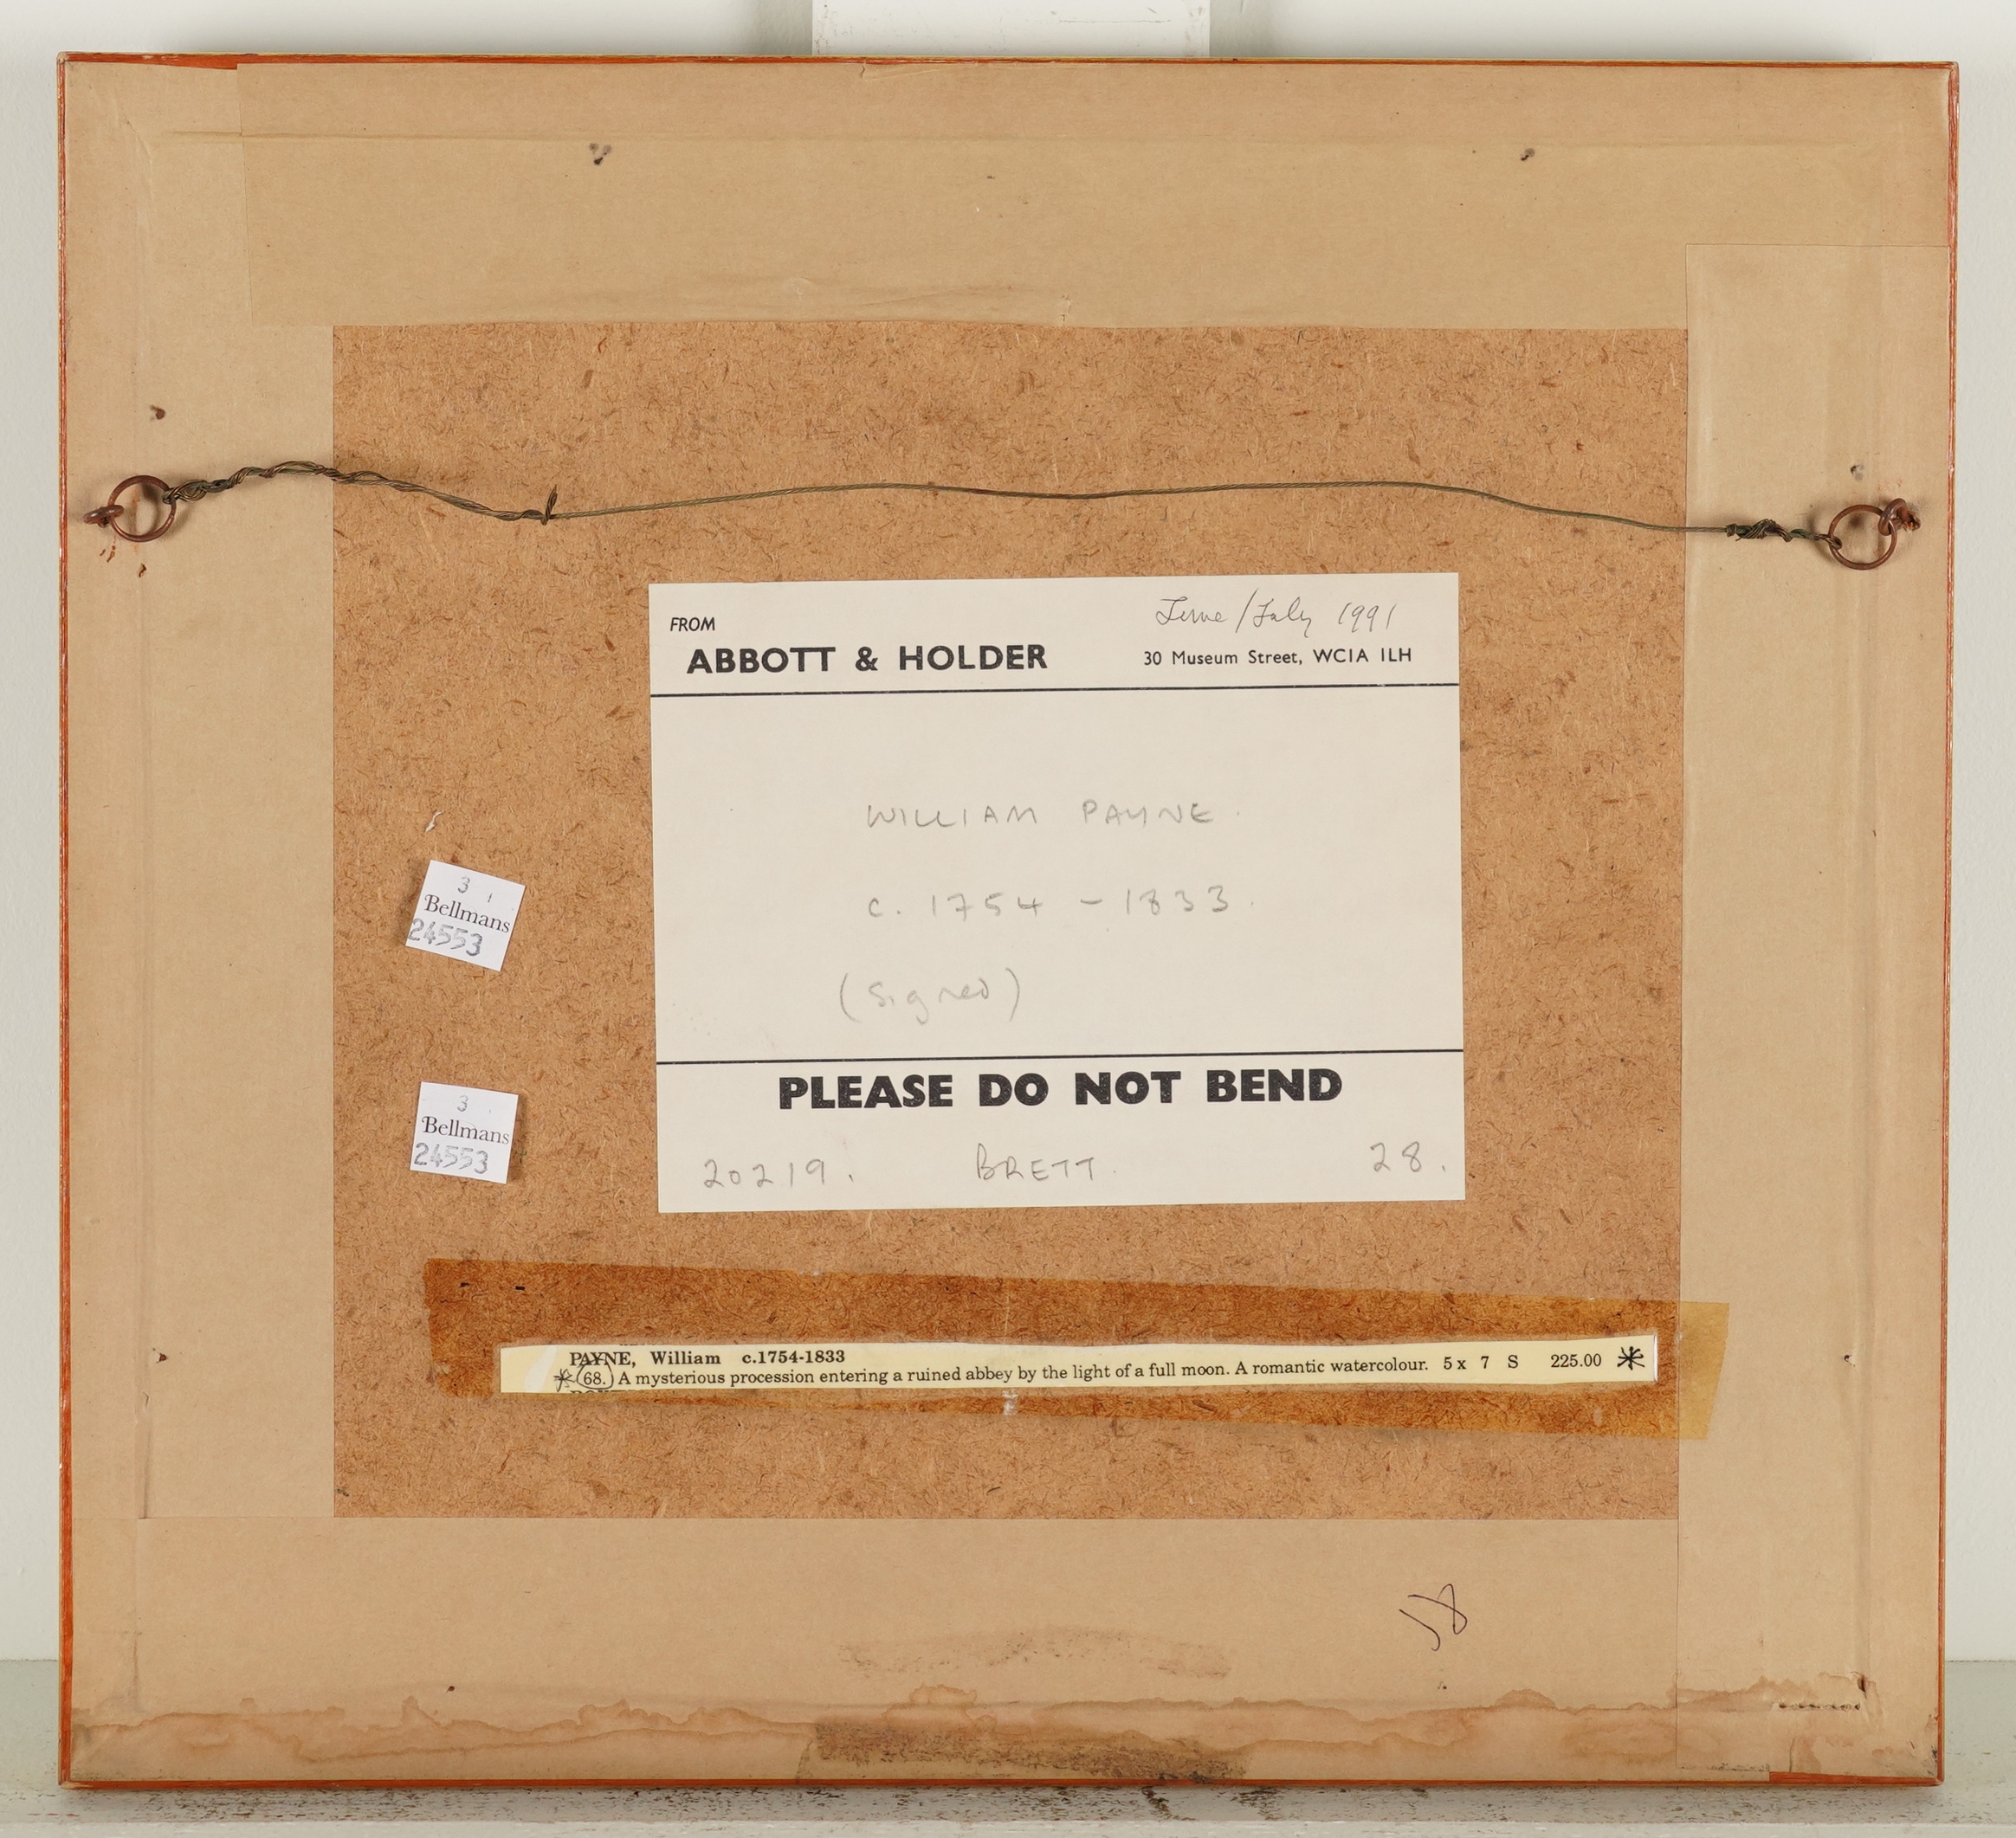 June/July 1991
FROM
ABBOTT & HOLDER
30 Museum Street, WC1A 1LH
WILLIAM PAYNE.
c. 1754 - 1833.
(Signed)
PLEASE DO NOT BEND
20219. BRETT. 28.
3
Bellmans
24553
3
Bellmans
24553
PAYNE, William c.1754-1833
* 68. A mysterious procession entering a ruined abbey by the light of a full moon. A romantic watercolour. 5 x 7 S 225.00 *